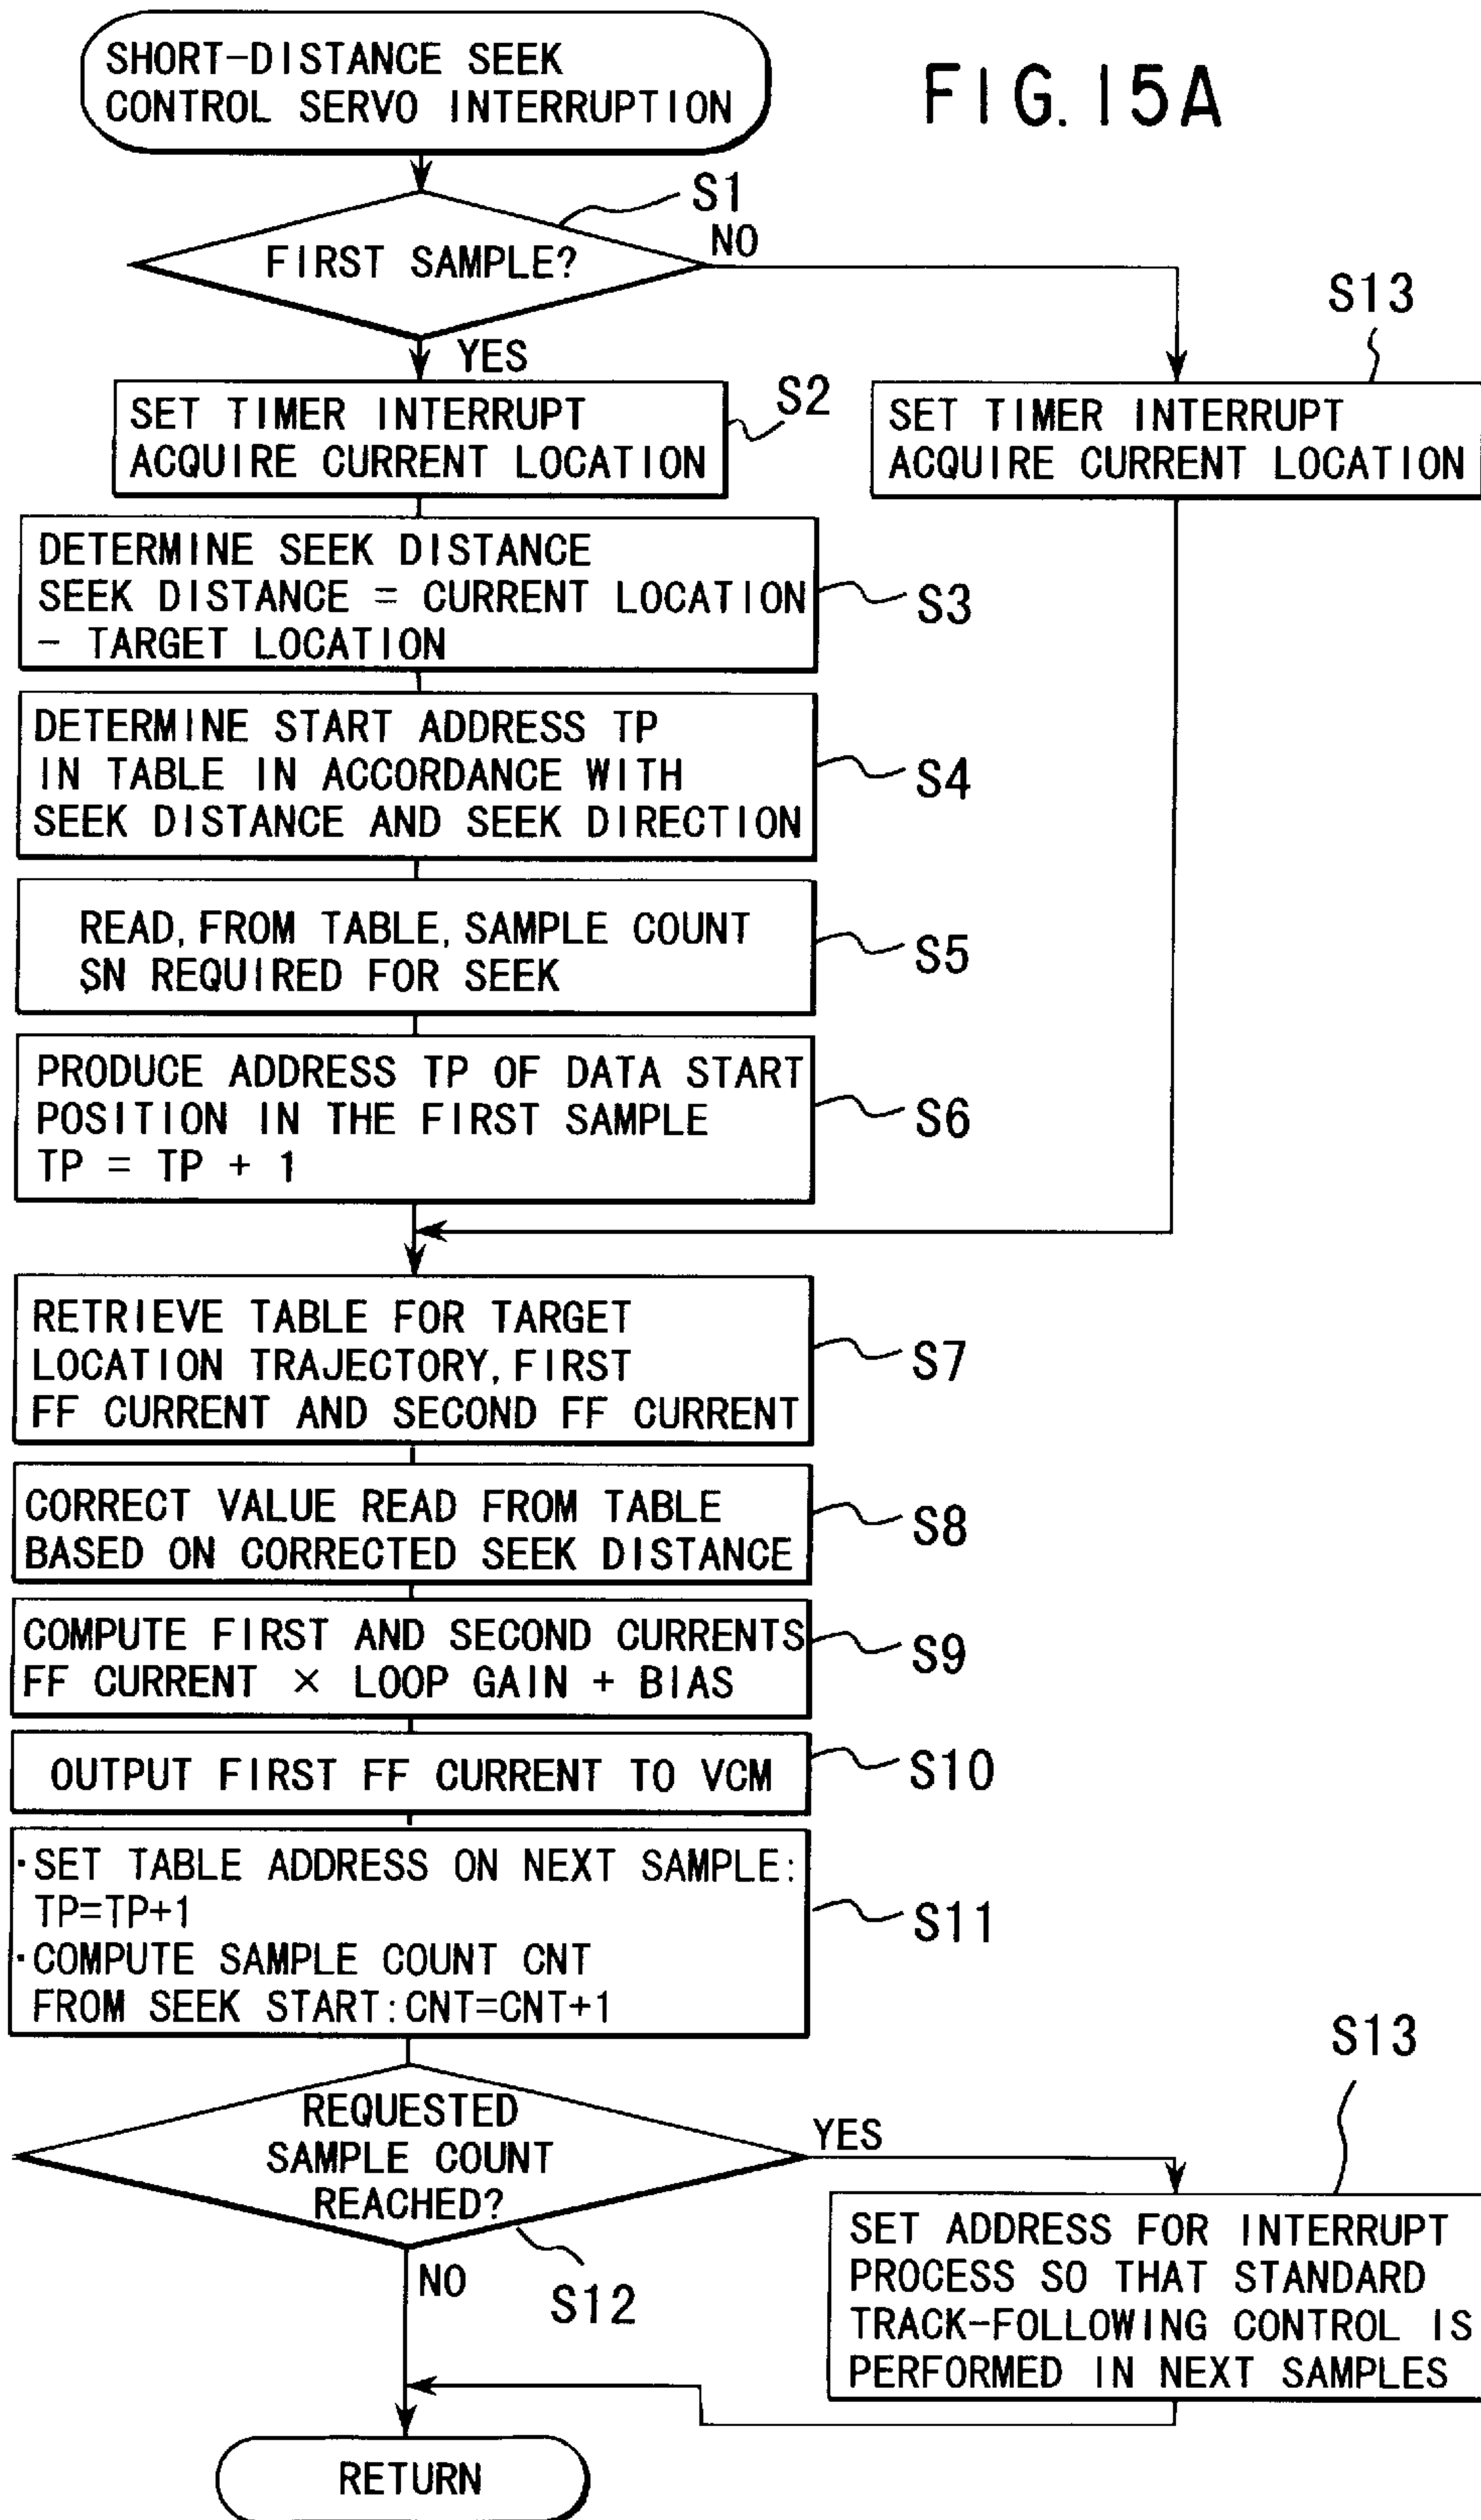 SHORT-DISTANCE SEEK
CONTROL SERVO INTERRUPTION
FIG. 15A
S1
FIRST SAMPLE?
NO
YES
S13
SET TIMER INTERRUPT
ACQUIRE CURRENT LOCATION
S2
SET TIMER INTERRUPT
ACQUIRE CURRENT LOCATION
DETERMINE SEEK DISTANCE
SEEK DISTANCE = CURRENT LOCATION
- TARGET LOCATION
S3
DETERMINE START ADDRESS TP
IN TABLE IN ACCORDANCE WITH
SEEK DISTANCE AND SEEK DIRECTION
S4
READ, FROM TABLE, SAMPLE COUNT
SN REQUIRED FOR SEEK
S5
PRODUCE ADDRESS TP OF DATA START
POSITION IN THE FIRST SAMPLE
TP = TP + 1
S6
RETRIEVE TABLE FOR TARGET
LOCATION TRAJECTORY, FIRST
FF CURRENT AND SECOND FF CURRENT
S7
CORRECT VALUE READ FROM TABLE
BASED ON CORRECTED SEEK DISTANCE
S8
COMPUTE FIRST AND SECOND CURRENTS
FF CURRENT × LOOP GAIN + BIAS
S9
OUTPUT FIRST FF CURRENT TO VCM
S10
·SET TABLE ADDRESS ON NEXT SAMPLE:
TP=TP+1
·COMPUTE SAMPLE COUNT CNT
FROM SEEK START:CNT=CNT+1
S11
REQUESTED
SAMPLE COUNT
REACHED?
YES
NO
S12
S13
SET ADDRESS FOR INTERRUPT
PROCESS SO THAT STANDARD
TRACK-FOLLOWING CONTROL IS
PERFORMED IN NEXT SAMPLES
RETURN